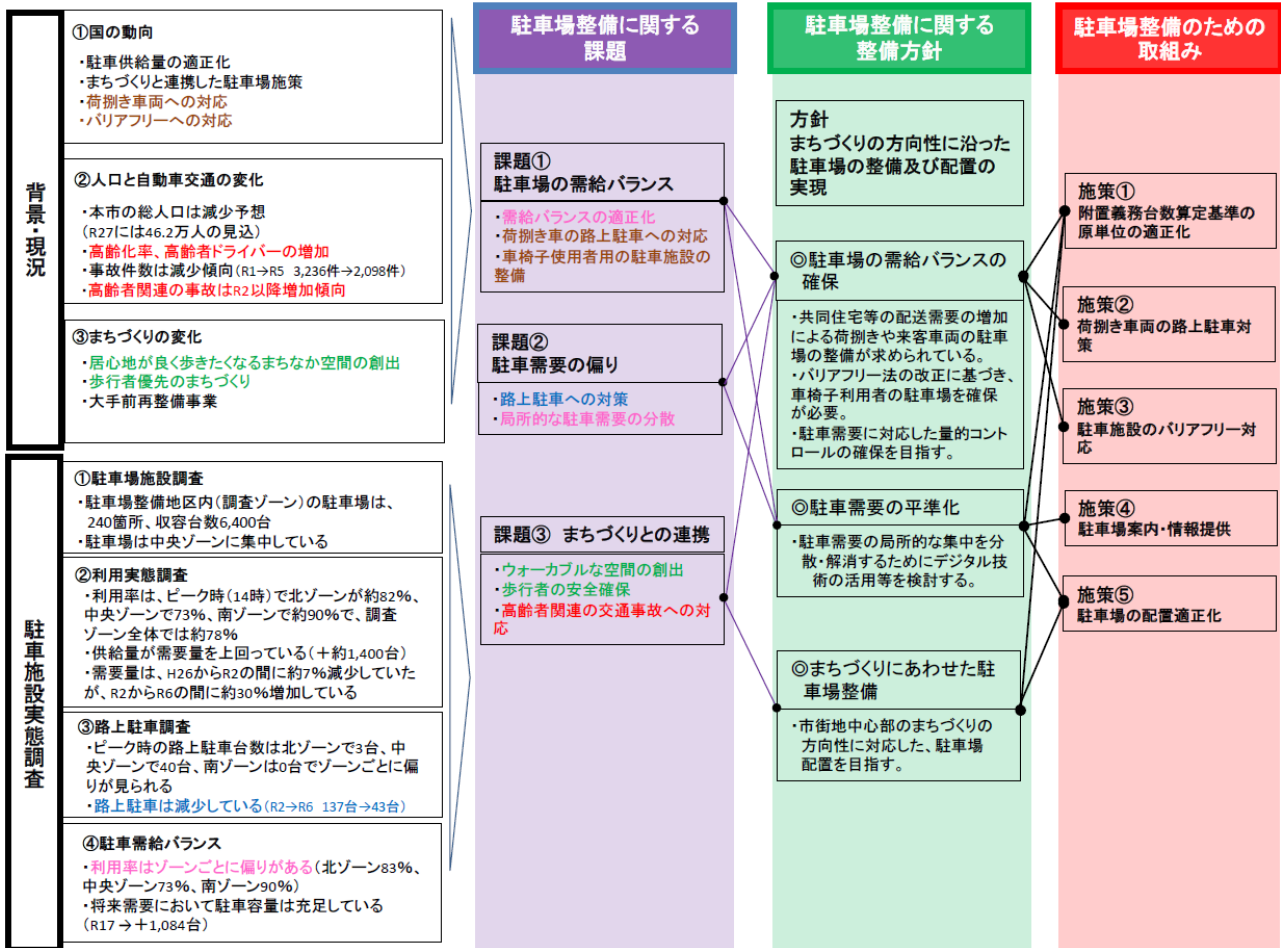 背景・現況
①国の動向
・駐車供給量の適正化
・まちづくりと連携した駐車場施策
・荷捌き車両への対応
・バリアフリーへの対応
②人口と自動車交通の変化
・本市の総人口は減少予想
(R27には46.2万人の見込)
・高齢化率、高齢者ドライバーの増加
・事故件数は減少傾向(R1→R5 3,236件→2,098件)
・高齢者関連の事故はR2以降増加傾向
③まちづくりの変化
・居心地が良く歩きたくなるまちなか空間の創出
・歩行者優先のまちづくり
・大手前再整備事業
駐車施設実態調査
①駐車場施設調査
・駐車場整備地区内(調査ゾーン)の駐車場は、
240箇所、収容台数6,400台
・駐車場は中央ゾーンに集中している
②利用実態調査
・利用率は、ピーク時(14時)で北ゾーンが約82%、
中央ゾーンで73%、南ゾーンで約90%で、調査
ゾーン全体では約78%
・供給量が需要量を上回っている(+約1,400台)
・需要量は、H26からR2の間に約7%減少していた
が、R2からR6の間に約30%増加している
③路上駐車調査
・ピーク時の路上駐車台数は北ゾーンで3台、中
央ゾーンで40台、南ゾーンは0台でゾーンごとに偏
りが見られる
・路上駐車は減少している(R2→R6 137台→43台)
④駐車需給バランス
・利用率はゾーンごとに偏りがある(北ゾーン83%、
中央ゾーン73%、南ゾーン90%)
・将来需要において駐車容量は充足している
(R17→+1,084台)
駐車場整備に関する
課題
課題①
駐車場の需給バランス
・需給バランスの適正化
・荷捌き車の路上駐車への対応
・車椅子使用者用の駐車施設の
整備
課題②
駐車需要の偏り
・路上駐車への対策
・局所的な駐車需要の分散
課題③ まちづくりとの連携
・ウォーカブルな空間の創出
・歩行者の安全確保
・高齢者関連の交通事故への対
応
駐車場整備に関する
整備方針
方針
まちづくりの方向性に沿った
駐車場の整備及び配置の
実現
◎駐車場の需給バランスの
確保
・共同住宅等の配送需要の増加
による荷捌きや来客車両の駐車
場の整備が求められている。
・バリアフリー法の改正に基づき、
車椅子利用者の駐車場を確保
が必要。
・駐車需要に対応した量的コント
ロールの確保を目指す。
◎駐車需要の平準化
・駐車需要の局所的な集中を分
散・解消するためにデジタル技
術の活用等を検討する。
◎まちづくりにあわせた駐
車場整備
・市街地中心部のまちづくりの
方向性に対応した、駐車場
配置を目指す。
駐車場整備のための
取組み
施策①
附置義務台数算定基準の
原単位の適正化
施策②
荷捌き車両の路上駐車対
策
施策③
駐車施設のバリアフリー対
応
施策④
駐車場案内・情報提供
施策⑤
駐車場の配置適正化